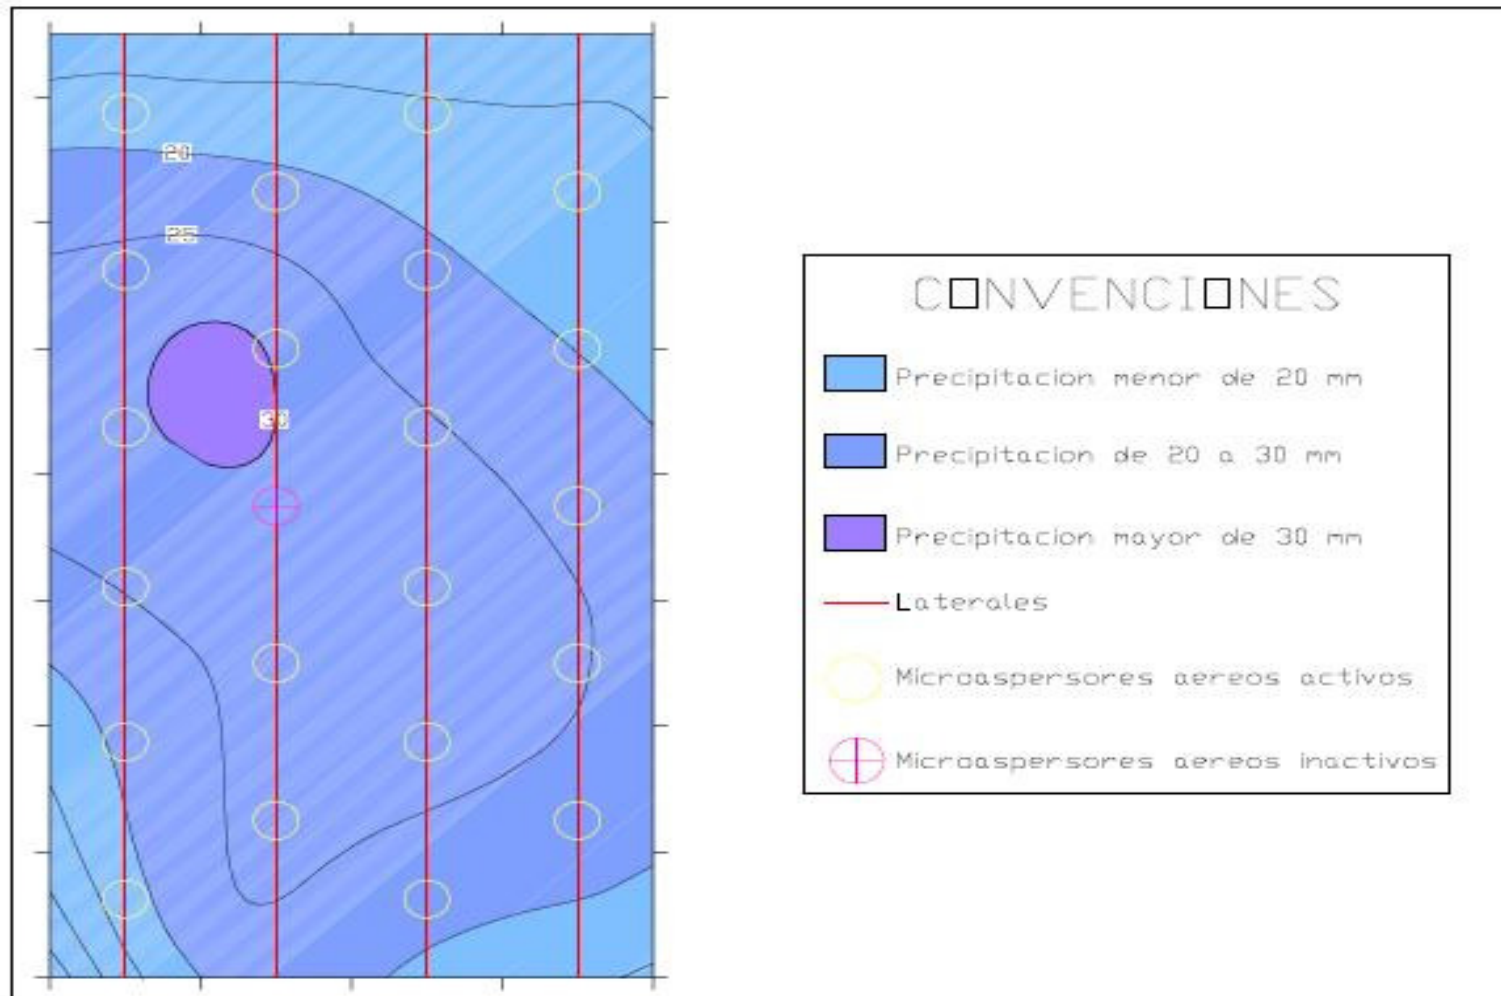 20
25
30
CONVENCIONES
Precipitacion menor de 20 mm
Precipitacion de 20 a 30 mm
Precipitacion mayor de 30 mm
Laterales
Microaspersores aereos activos
Microaspersores aereos inactivos